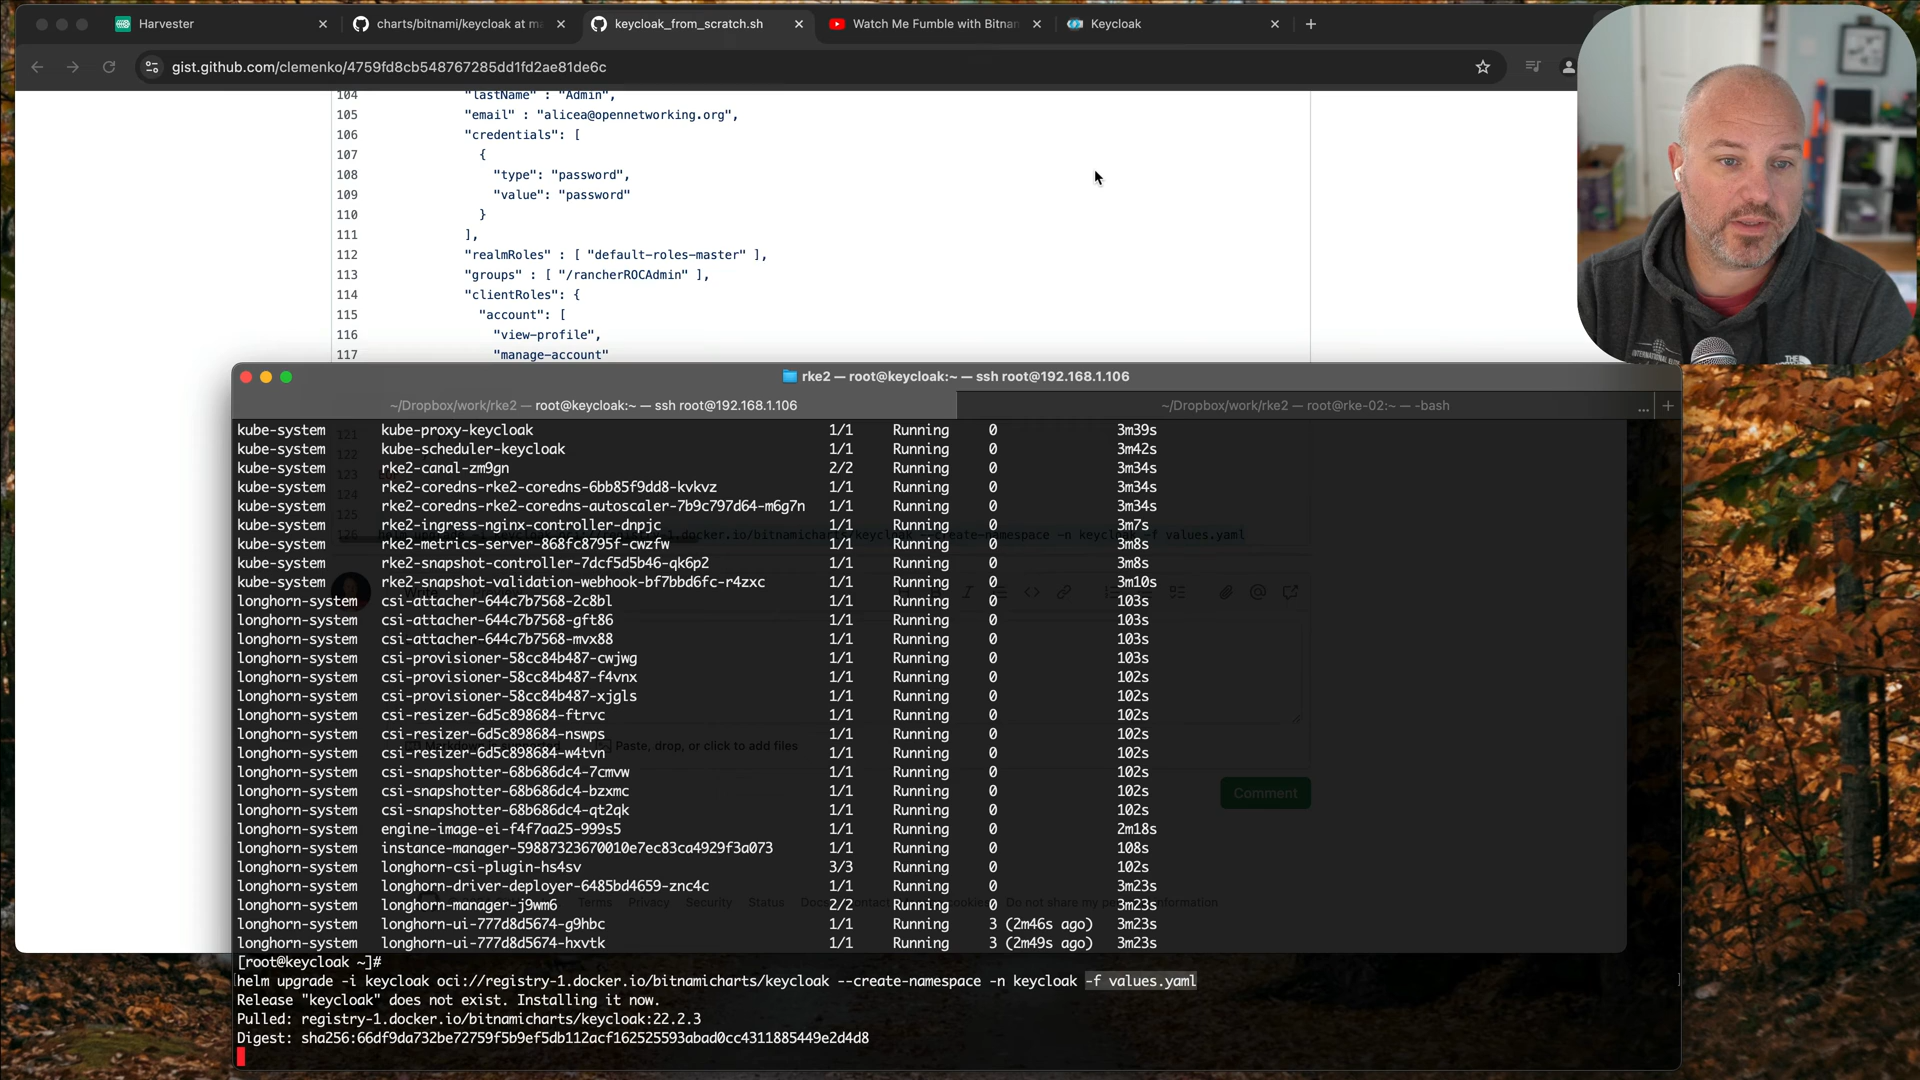 Harvester
charts/bitnami/keycloak at ma
keycloak_from_scratch.sh
Watch Me Fumble with Bitnam
Keycloak
gist.github.com/clemenko/4759fd8cb548767285dd1fd2ae81de6c
104 "lastName" : "Admin",
105 "email" : "alicea@opennetworking.org",
106 "credentials": [
107 {
108 "type": "password",
109 "value": "password"
110 }
111 ],
112 "realmRoles" : [ "default-roles-master" ],
113 "groups" : [ "/rancherROCAdmin" ],
114 "clientRoles": {
115 "account": [
116 "view-profile",
117 "manage-account"
rke2 — root@keycloak:~ — ssh root@192.168.1.106
~/Dropbox/work/rke2 — root@keycloak:~ — ssh root@192.168.1.106
~/Dropbox/work/rke2 — root@rke-02:~ — -bash
kube-system kube-proxy-keycloak 1/1 Running 0 3m39s
kube-system kube-scheduler-keycloak 1/1 Running 0 3m42s
kube-system rke2-canal-zm9gn 2/2 Running 0 3m34s
kube-system rke2-coredns-rke2-coredns-6bb85f9dd8-kvkvz 1/1 Running 0 3m34s
kube-system rke2-coredns-rke2-coredns-autoscaler-7b9c797d64-m6g7n 1/1 Running 0 3m34s
kube-system rke2-ingress-nginx-controller-dnpjc 1/1 Running 0 3m7s
kube-system rke2-metrics-server-868fc8795f-cwzfw 1/1 Running 0 3m8s
kube-system rke2-snapshot-controller-7dcf5d5b46-qk6p2 1/1 Running 0 3m8s
kube-system rke2-snapshot-validation-webhook-bf7bbd6fc-r4zxc 1/1 Running 0 3m10s
longhorn-system csi-attacher-644c7b7568-2c8bl 1/1 Running 0 103s
longhorn-system csi-attacher-644c7b7568-gft86 1/1 Running 0 103s
longhorn-system csi-attacher-644c7b7568-mvx88 1/1 Running 0 103s
longhorn-system csi-provisioner-58cc84b487-cwjwg 1/1 Running 0 103s
longhorn-system csi-provisioner-58cc84b487-f4vnx 1/1 Running 0 102s
longhorn-system csi-provisioner-58cc84b487-xjgls 1/1 Running 0 102s
longhorn-system csi-resizer-6d5c898684-ftrvc 1/1 Running 0 102s
longhorn-system csi-resizer-6d5c898684-nswps 1/1 Running 0 102s
longhorn-system csi-resizer-6d5c898684-w4tvn 1/1 Running 0 102s
longhorn-system csi-snapshotter-68b686dc4-7cmvw 1/1 Running 0 102s
longhorn-system csi-snapshotter-68b686dc4-bzxmc 1/1 Running 0 102s
longhorn-system csi-snapshotter-68b686dc4-qt2qk 1/1 Running 0 102s
longhorn-system engine-image-ei-f4f7aa25-999s5 1/1 Running 0 2m18s
longhorn-system instance-manager-59887323670010e7ec83ca4929f3a073 1/1 Running 0 108s
longhorn-system longhorn-csi-plugin-hs4sv 3/3 Running 0 102s
longhorn-system longhorn-driver-deployer-6485bd4659-znc4c 1/1 Running 0 3m23s
longhorn-system longhorn-manager-j9wm6 2/2 Running 0 3m23s
longhorn-system longhorn-ui-777d8d5674-g9hbc 1/1 Running 3 (2m46s ago) 3m23s
longhorn-system longhorn-ui-777d8d5674-hxvtk 1/1 Running 3 (2m49s ago) 3m23s
[root@keycloak ~]#
helm upgrade -i keycloak oci://registry-1.docker.io/bitnamicharts/keycloak --create-namespace -n keycloak -f values.yaml
Release "keycloak" does not exist. Installing it now.
Pulled: registry-1.docker.io/bitnamicharts/keycloak:22.2.3
Digest: sha256:66df9da732be72759f5b9ef5db112acf162525593abad0cc4311885449e2d4d8
Paste, drop, or click to add files
Comment
Terms Privacy Security Status